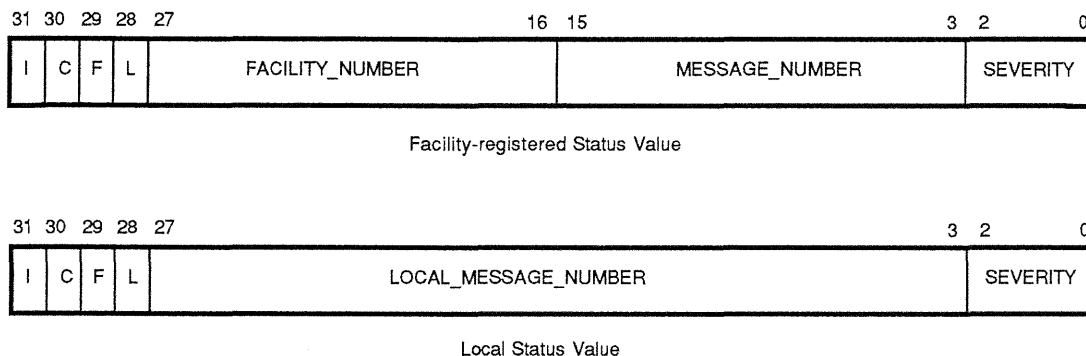 31 30 29 28 27 16 15 3 2 0
I C F L FACILITY_NUMBER MESSAGE_NUMBER SEVERITY
Facility-registered Status Value
31 30 29 28 27 3 2 0
I C F L LOCAL_MESSAGE_NUMBER SEVERITY
Local Status Value